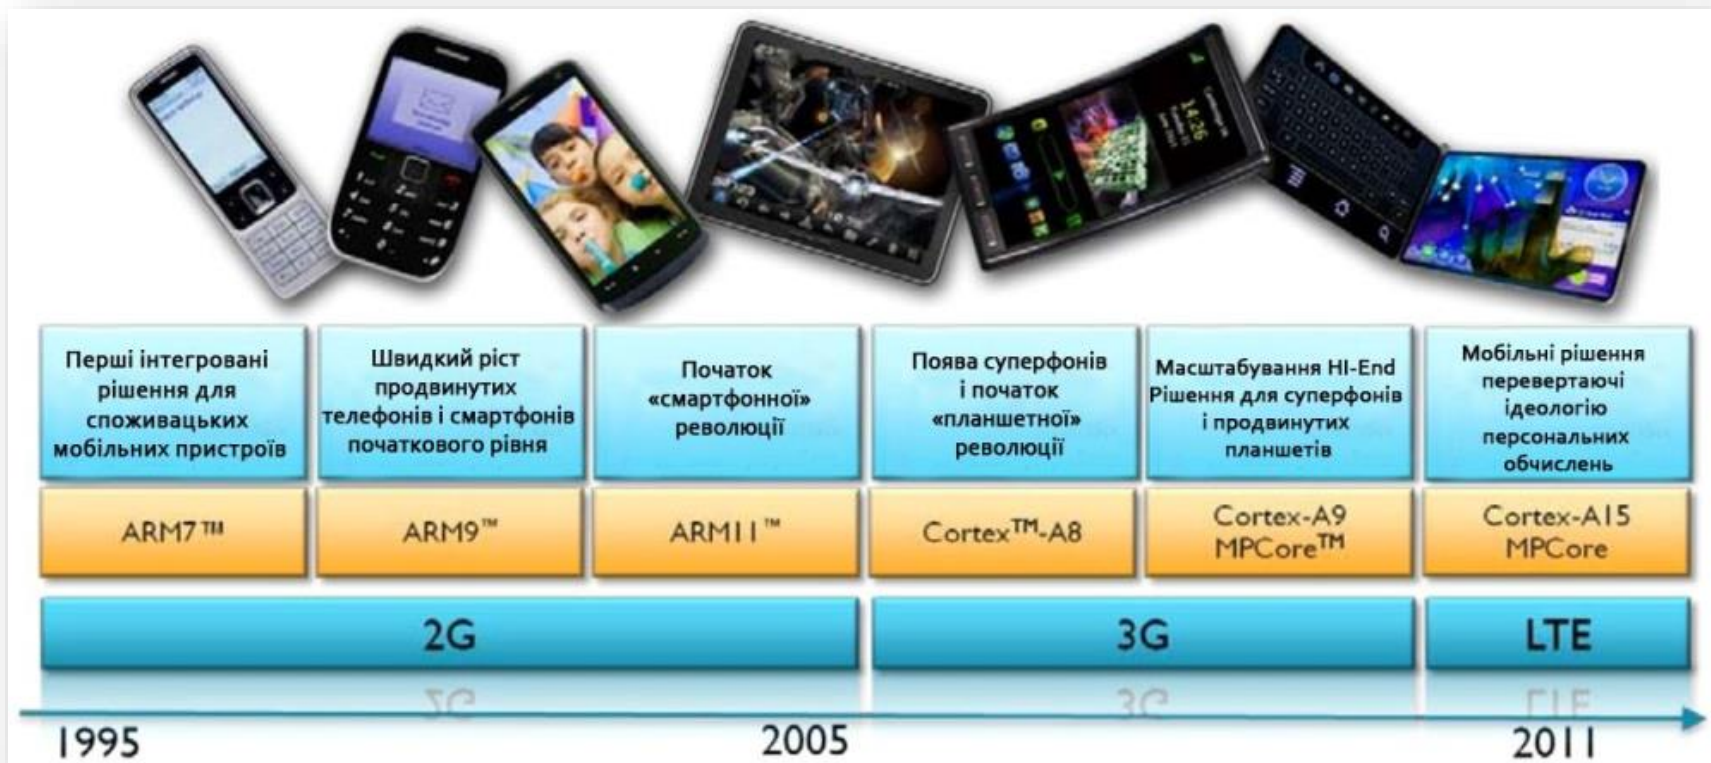 14:26
Перші інтегровані
рішення для
споживацьких
мобільних пристроїв
Швидкий ріст
продвинутих
телефонів і смартфонів
початкового рівня
Початок
«смартфонної»
революції
Поява суперфонів
і початок
«планшетної»
революції
Масштабування HI-End
Рішення для суперфонів
і продвинутих
планшетів
Мобільні рішення
перевертаючі
ідеологію
персональних
обчислень
ARM7™
ARM9™
ARM11™
Cortex™-A8
Cortex-A9
MPCore™
Cortex-A15
MPCore
2G
3G
LTE
1995
2005
2011